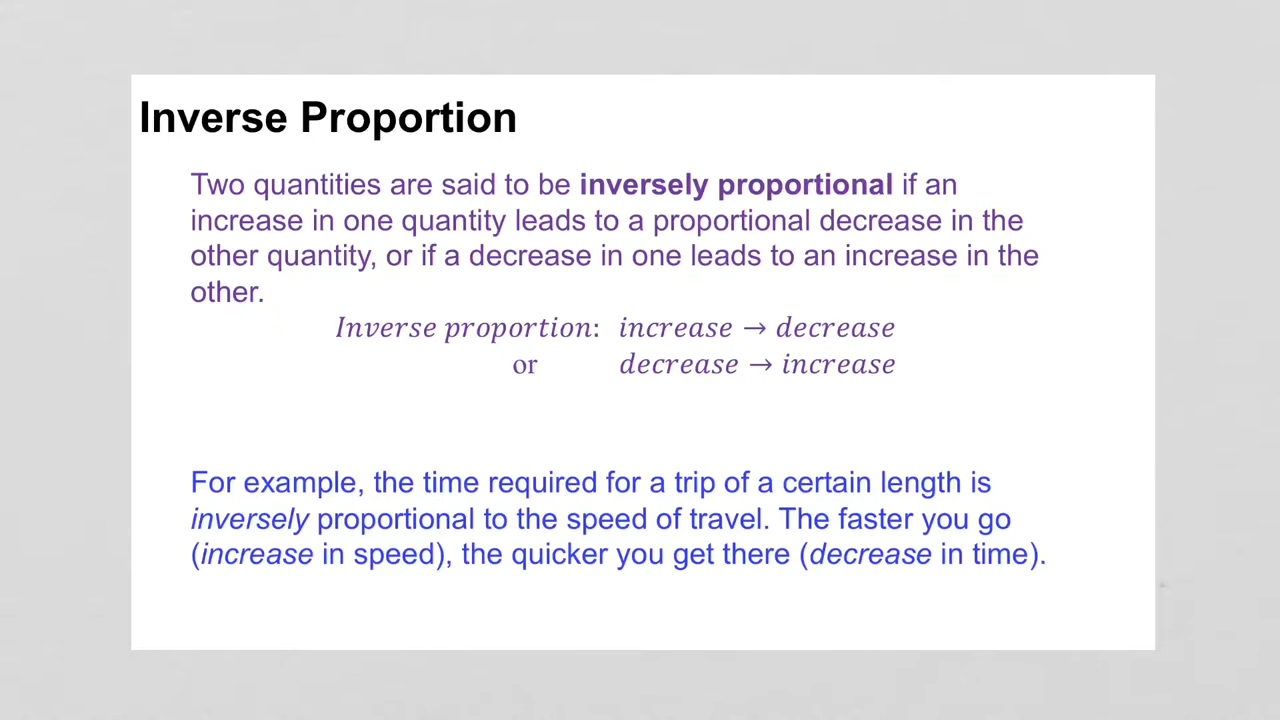 Inverse Proportion
Two quantities are said to be inversely proportional if an
increase in one quantity leads to a proportional decrease in the
other quantity, or if a decrease in one leads to an increase in the
other.
Inverse proportion: increase → decrease
or decrease → increase
For example, the time required for a trip of a certain length is
inversely proportional to the speed of travel. The faster you go
(increase in speed), the quicker you get there (decrease in time).